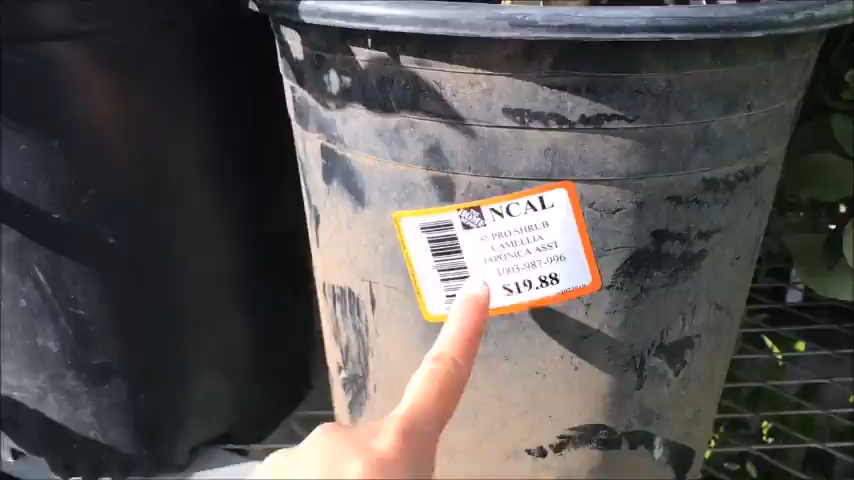 NCAL
#5 PRO SHRUB
CAMELLIA
JAPONICA ASST
1003-987-996
$19.88